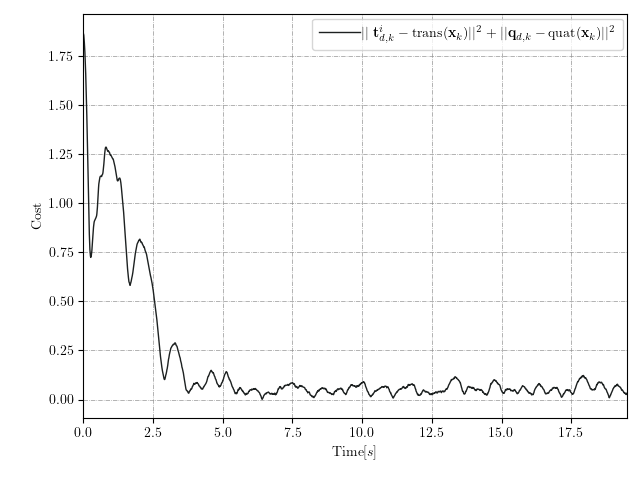 || t^i_{d,k} − trans(x_k)||^2 + ||q_{d,k} − quat(x_k)||^2
1.75
1.50
1.25
1.00
0.75
0.50
0.25
0.00
Cost
0.0 2.5 5.0 7.5 10.0 12.5 15.0 17.5
Time[s]